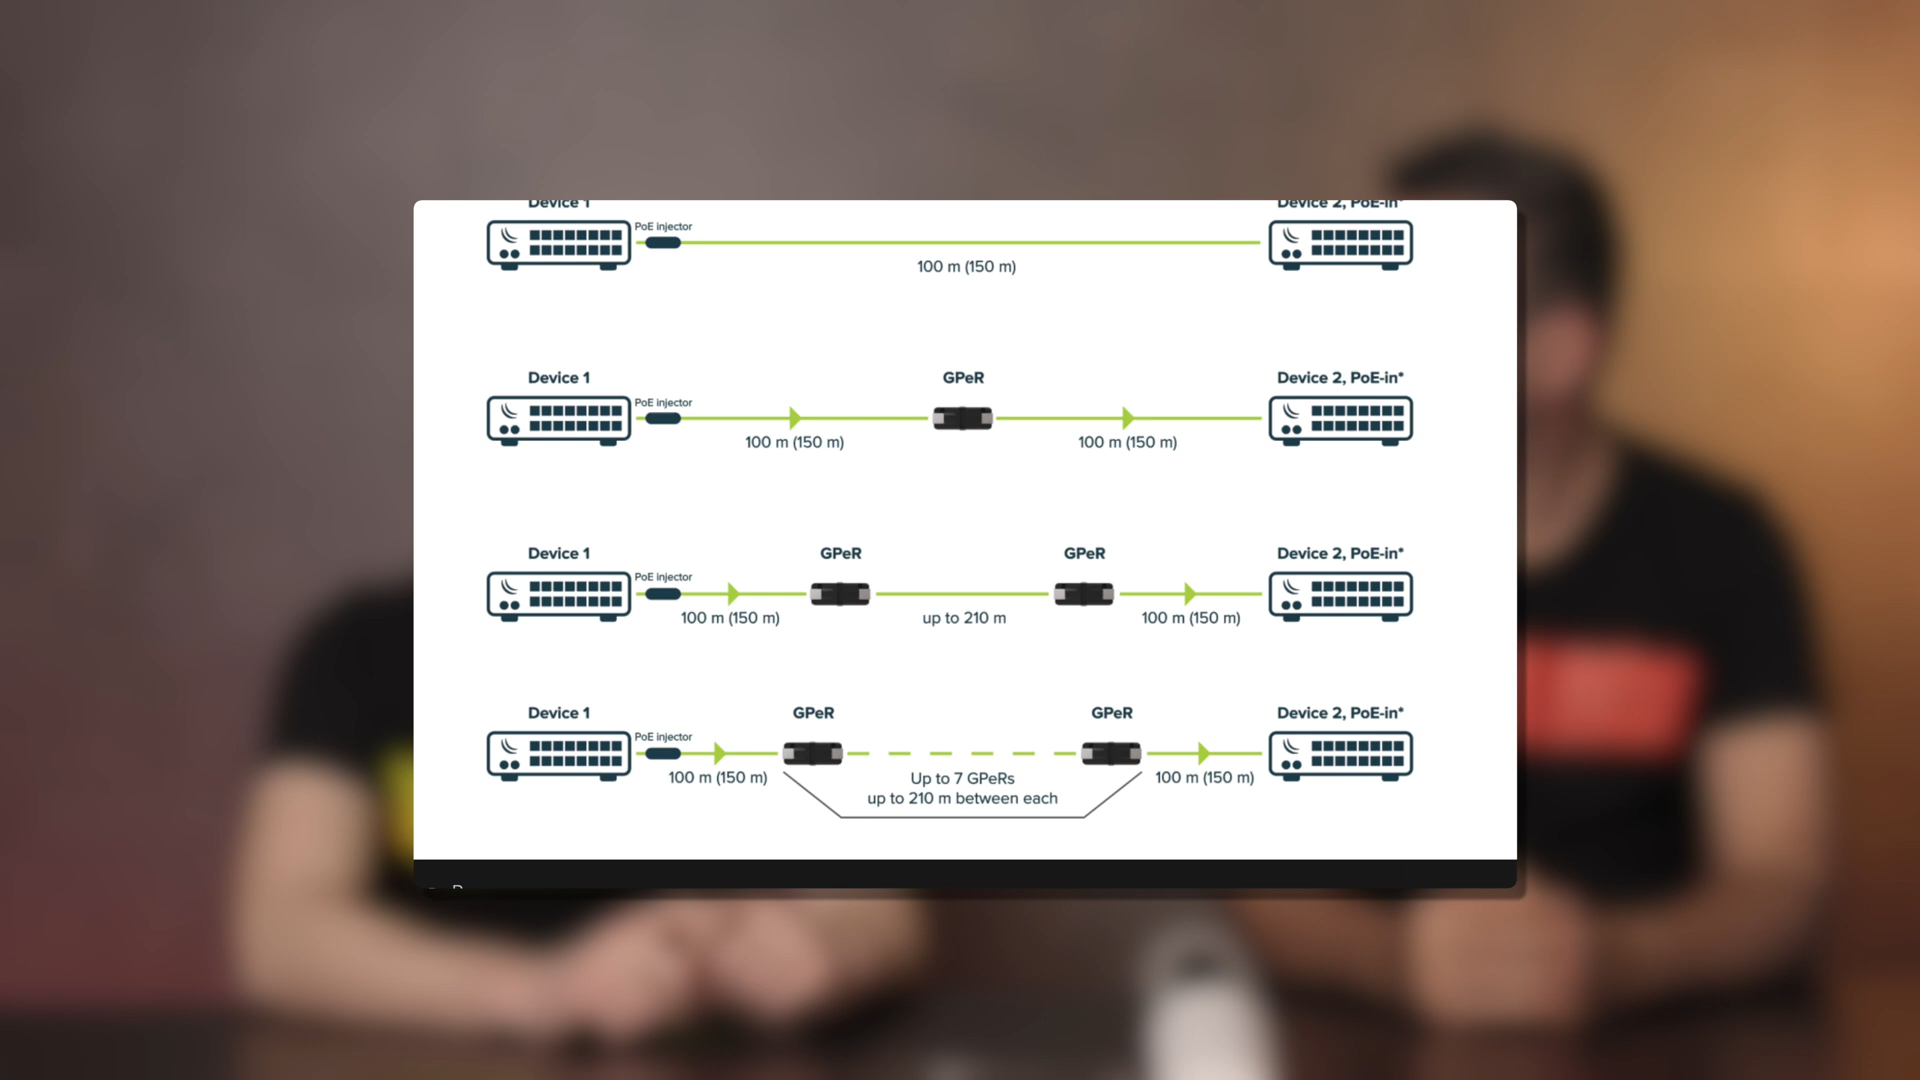 Device 1
Device 2, PoE-in*
PoE injector
100 m (150 m)
Device 1
GPeR
Device 2, PoE-in*
PoE injector
100 m (150 m)
100 m (150 m)
Device 1
GPeR
GPeR
Device 2, PoE-in*
PoE injector
100 m (150 m)
up to 210 m
100 m (150 m)
Device 1
GPeR
GPeR
Device 2, PoE-in*
PoE injector
100 m (150 m)
Up to 7 GPeRs
100 m (150 m)
up to 210 m between each